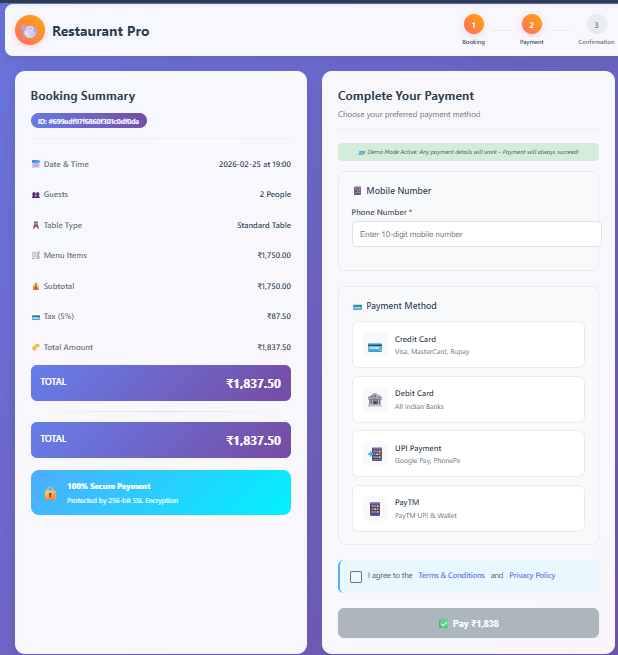 Restaurant Pro
1
2
3
Booking
Payment
Confirmation
Booking Summary
ID: #699edf97f6860f301c0df0da
Date & Time 2026-02-25 at 19:00
Guests 2 People
Table Type Standard Table
Menu Items ₹1,750.00
Subtotal ₹1,750.00
Tax (5%) ₹87.50
Total Amount ₹1,837.50
TOTAL ₹1,837.50
TOTAL ₹1,837.50
100% Secure Payment
Protected by 256-bit SSL Encryption
Complete Your Payment
Choose your preferred payment method
Demo Mode Active: Any payment details will work - Payment will always succeed!
Mobile Number
Phone Number *
Enter 10-digit mobile number
Payment Method
Credit Card
Visa, MasterCard, Rupay
Debit Card
All Indian Banks
UPI Payment
Google Pay, PhonePe
PayTM
PayTM UPI & Wallet
I agree to the Terms & Conditions and Privacy Policy
Pay ₹1,838